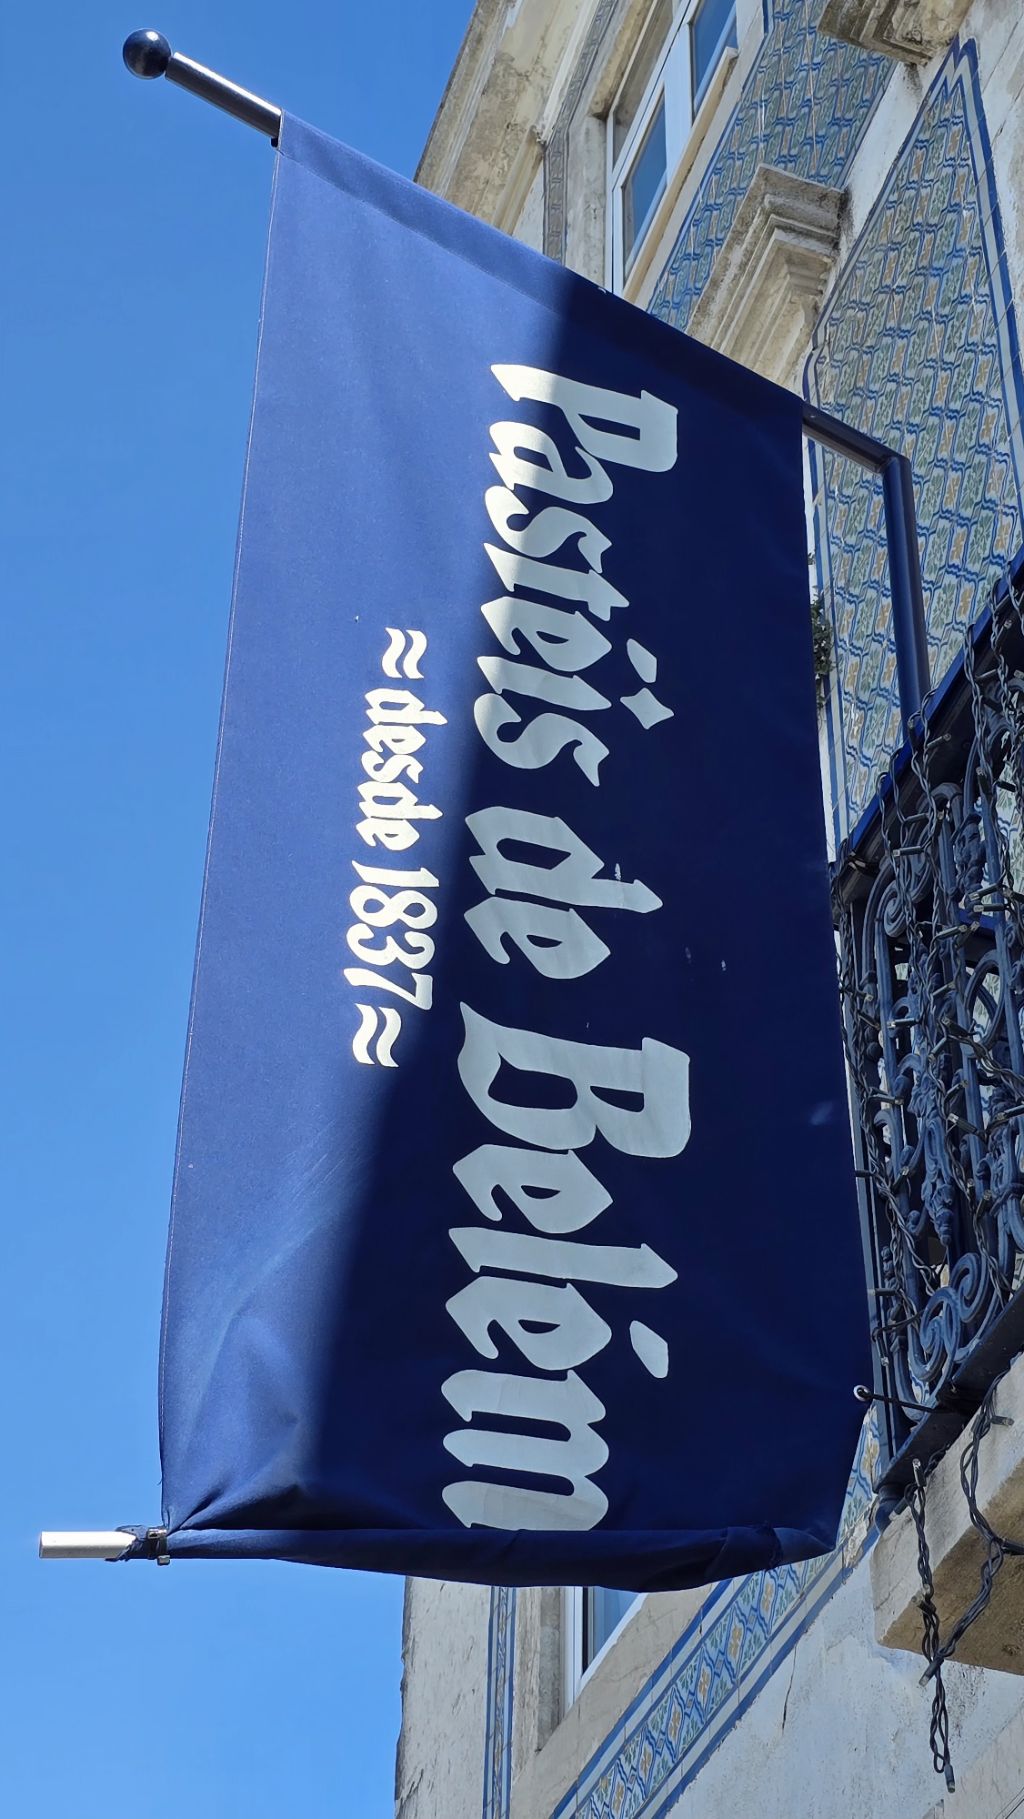 Pastéis de Belém
≈ desde 1837 ≈